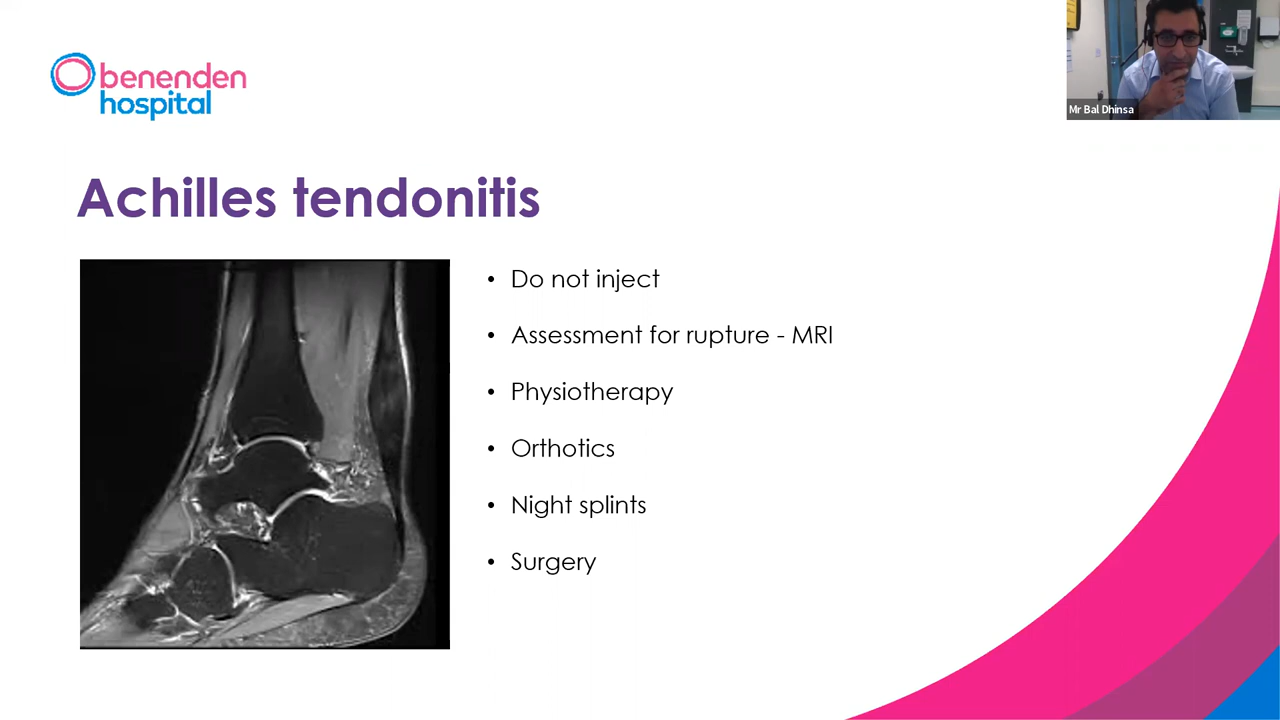 benenden
hospital
Mr Bal Dhinsa
Achilles tendonitis
• Do not inject
• Assessment for rupture - MRI
• Physiotherapy
• Orthotics
• Night splints
• Surgery